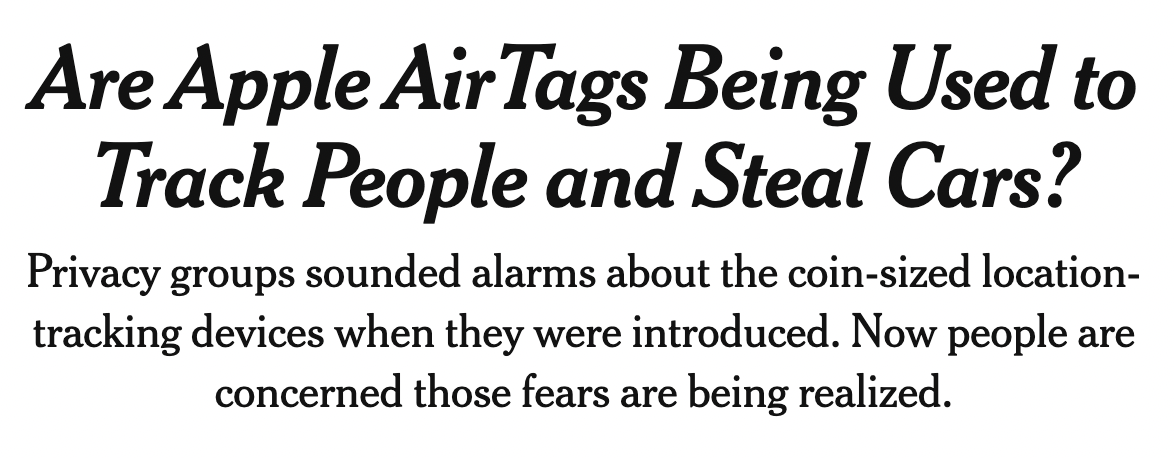 Are Apple AirTags Being Used to
Track People and Steal Cars?
Privacy groups sounded alarms about the coin-sized location-
tracking devices when they were introduced. Now people are
concerned those fears are being realized.